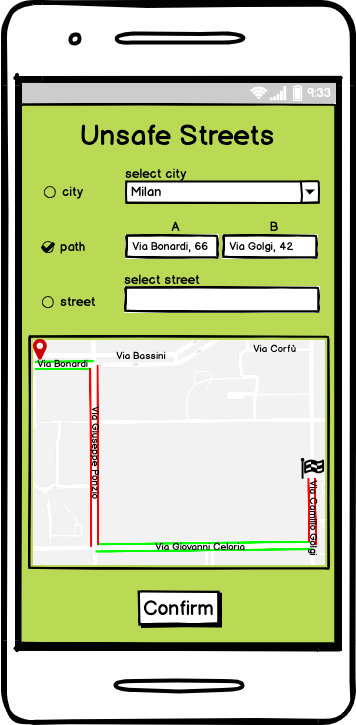 9:33
Unsafe Streets
select city
city
Milan
A
B
path
Via Bonardi, 66
Via Golgi, 42
select street
street
Via Bassini
Via Corfù
Via Bonardi
Via Giuseppe Ponzio
Via Camillo Golgi
Via Giovanni Celoria
Confirm